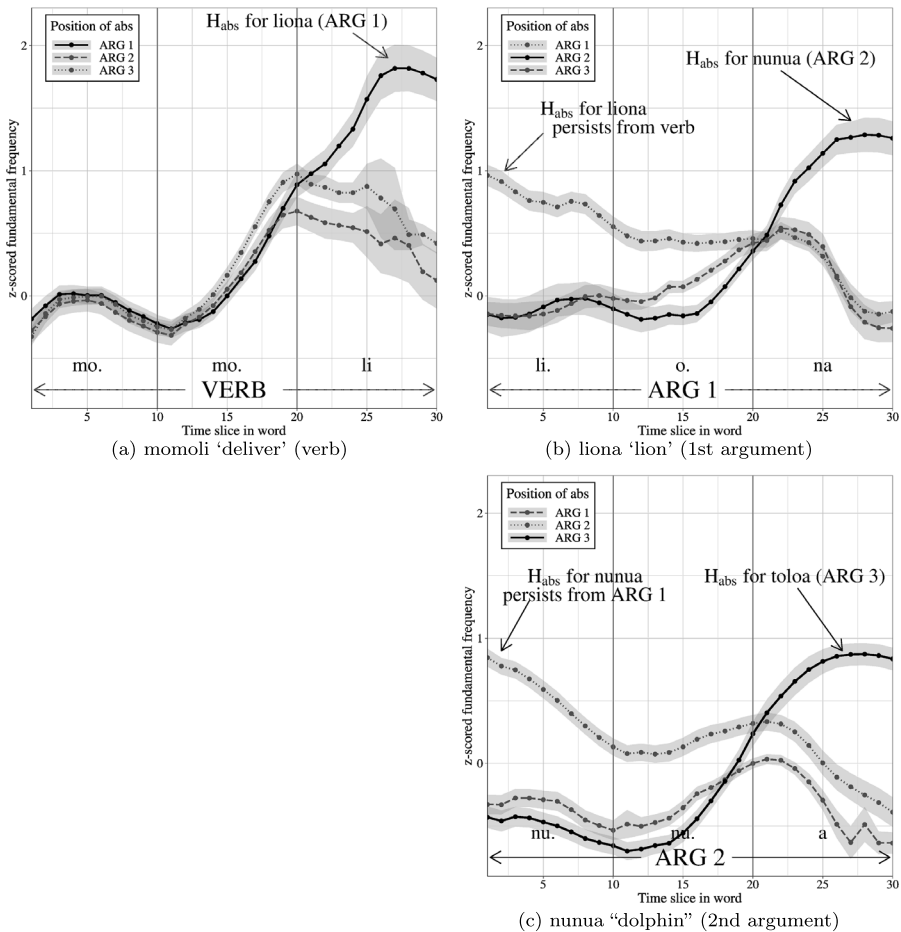 Position of abs
ARG 1
ARG 2
ARG 3
H_abs for liona (ARG 1)
z-scored fundamental frequency
2
1
0
mo. mo. li
VERB
5 10 15 20 25 30
Time slice in word
(a) momoli ‘deliver’ (verb)
Position of abs
ARG 1
ARG 2
ARG 3
H_abs for nunua (ARG 2)
H_abs for liona
persists from verb
z-scored fundamental frequency
2
1
0
li. o. na
ARG 1
5 10 15 20 25 30
Time slice in word
(b) liona ‘lion’ (1st argument)
Position of abs
ARG 1
ARG 2
ARG 3
H_abs for nunua
persists from ARG 1
H_abs for toloa (ARG 3)
z-scored fundamental frequency
2
1
0
nu. nu. a
ARG 2
5 10 15 20 25 30
Time slice in word
(c) nunua “dolphin” (2nd argument)